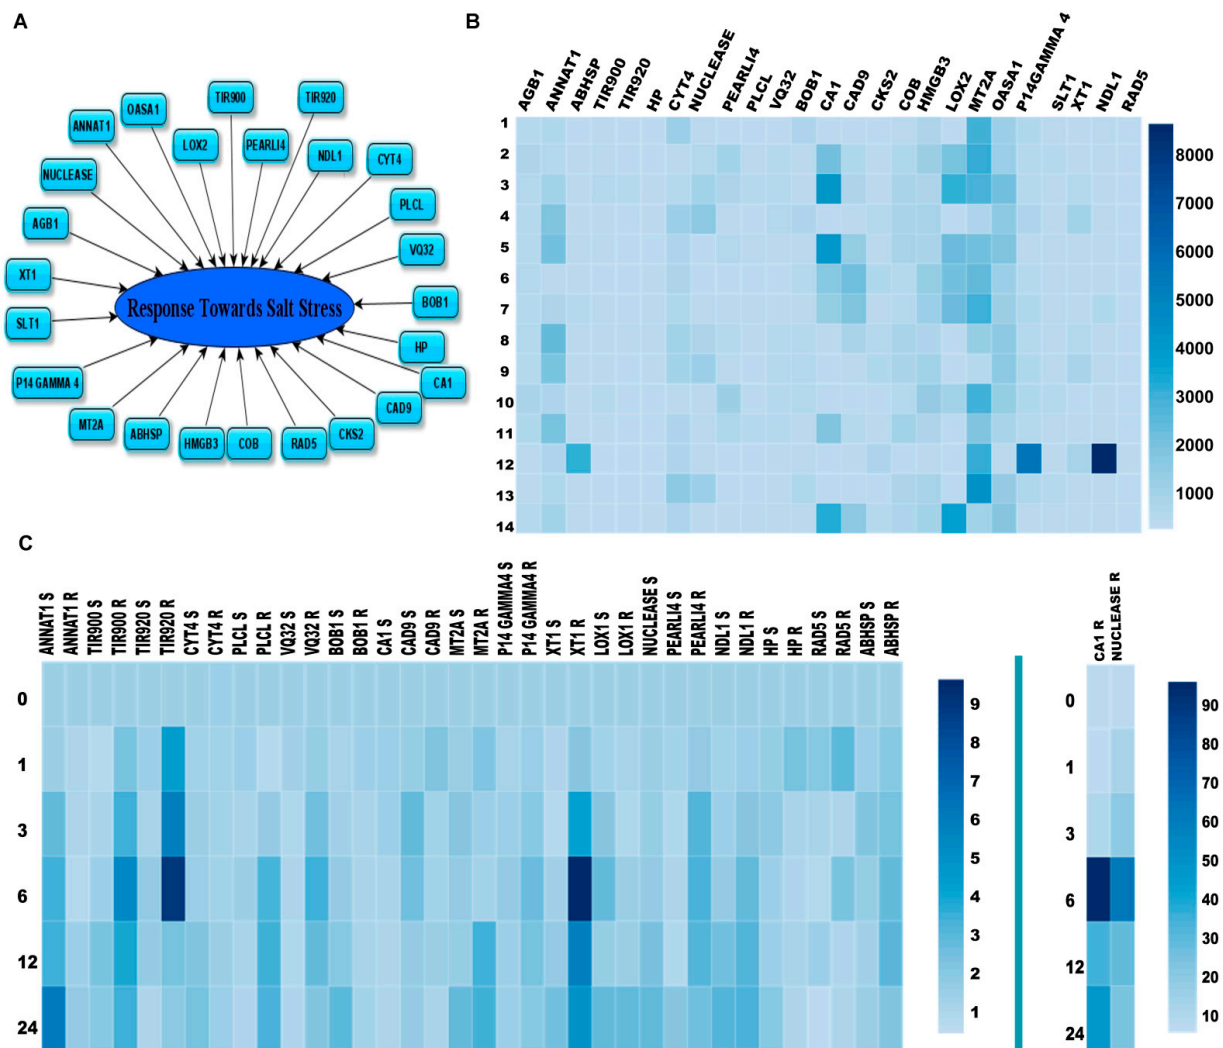 A
OASA1
TIR900
TIR920
ANNAT1
LOX2
PEARLI4
NDL1
CYT4
NUCLEASE
PLCL
AGB1
VQ32
XT1
Response Towards Salt Stress
BOB1
SLT1
HP
P14 GAMMA 4
CA1
CAD9
MT2A
ABHSP
HMGB3
COB
RAD5
CKS2
B
AGB1
ANNAT1
ABHSP
TIR900
TIR920
HP
CYT4
NUCLEASE
PEARLI4
PLCL
VQ32
BOB1
CA1
CAD9
CKS2
COB
HMGB3
LOX2
MT2A
OASA1
P14GAMMA 4
SLT1
XT1
NDL1
RAD5
1
2
3
4
5
6
7
8
9
10
11
12
13
14
8000
7000
6000
5000
4000
3000
2000
1000
C
ANNAT1 S
ANNAT1 R
TIR900 S
TIR900 R
TIR920 S
TIR920 R
CYT4 S
CYT4 R
PLCL S
PLCL R
VQ32 S
VQ32 R
BOB1 S
BOB1 R
CA1 S
CAD9 S
CAD9 R
MT2A S
MT2A R
P14 GAMMA4 S
P14 GAMMA4 R
XT1 S
XT1 R
LOX1 S
LOX1 R
NUCLEASE S
PEARLI4 S
PEARLI4 R
NDL1 S
NDL1 R
HP S
HP R
RAD5 S
RAD5 R
ABHSP S
ABHSP R
0
1
3
6
12
24
9
8
7
6
5
4
3
2
1
CA1 R
NUCLEASE R
0
1
3
6
12
24
90
80
70
60
50
40
30
20
10